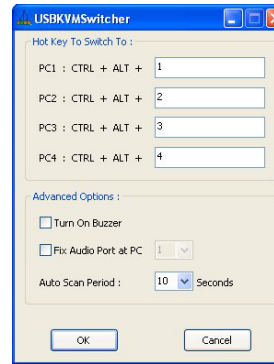 USBKVMSwitcher
Hot Key To Switch To :
PC1 : CTRL + ALT + 1
PC2 : CTRL + ALT + 2
PC3 : CTRL + ALT + 3
PC4 : CTRL + ALT + 4
Advanced Options :
Turn On Buzzer
Fix Audio Port at PC 1
Auto Scan Period : 10 Seconds
OK Cancel